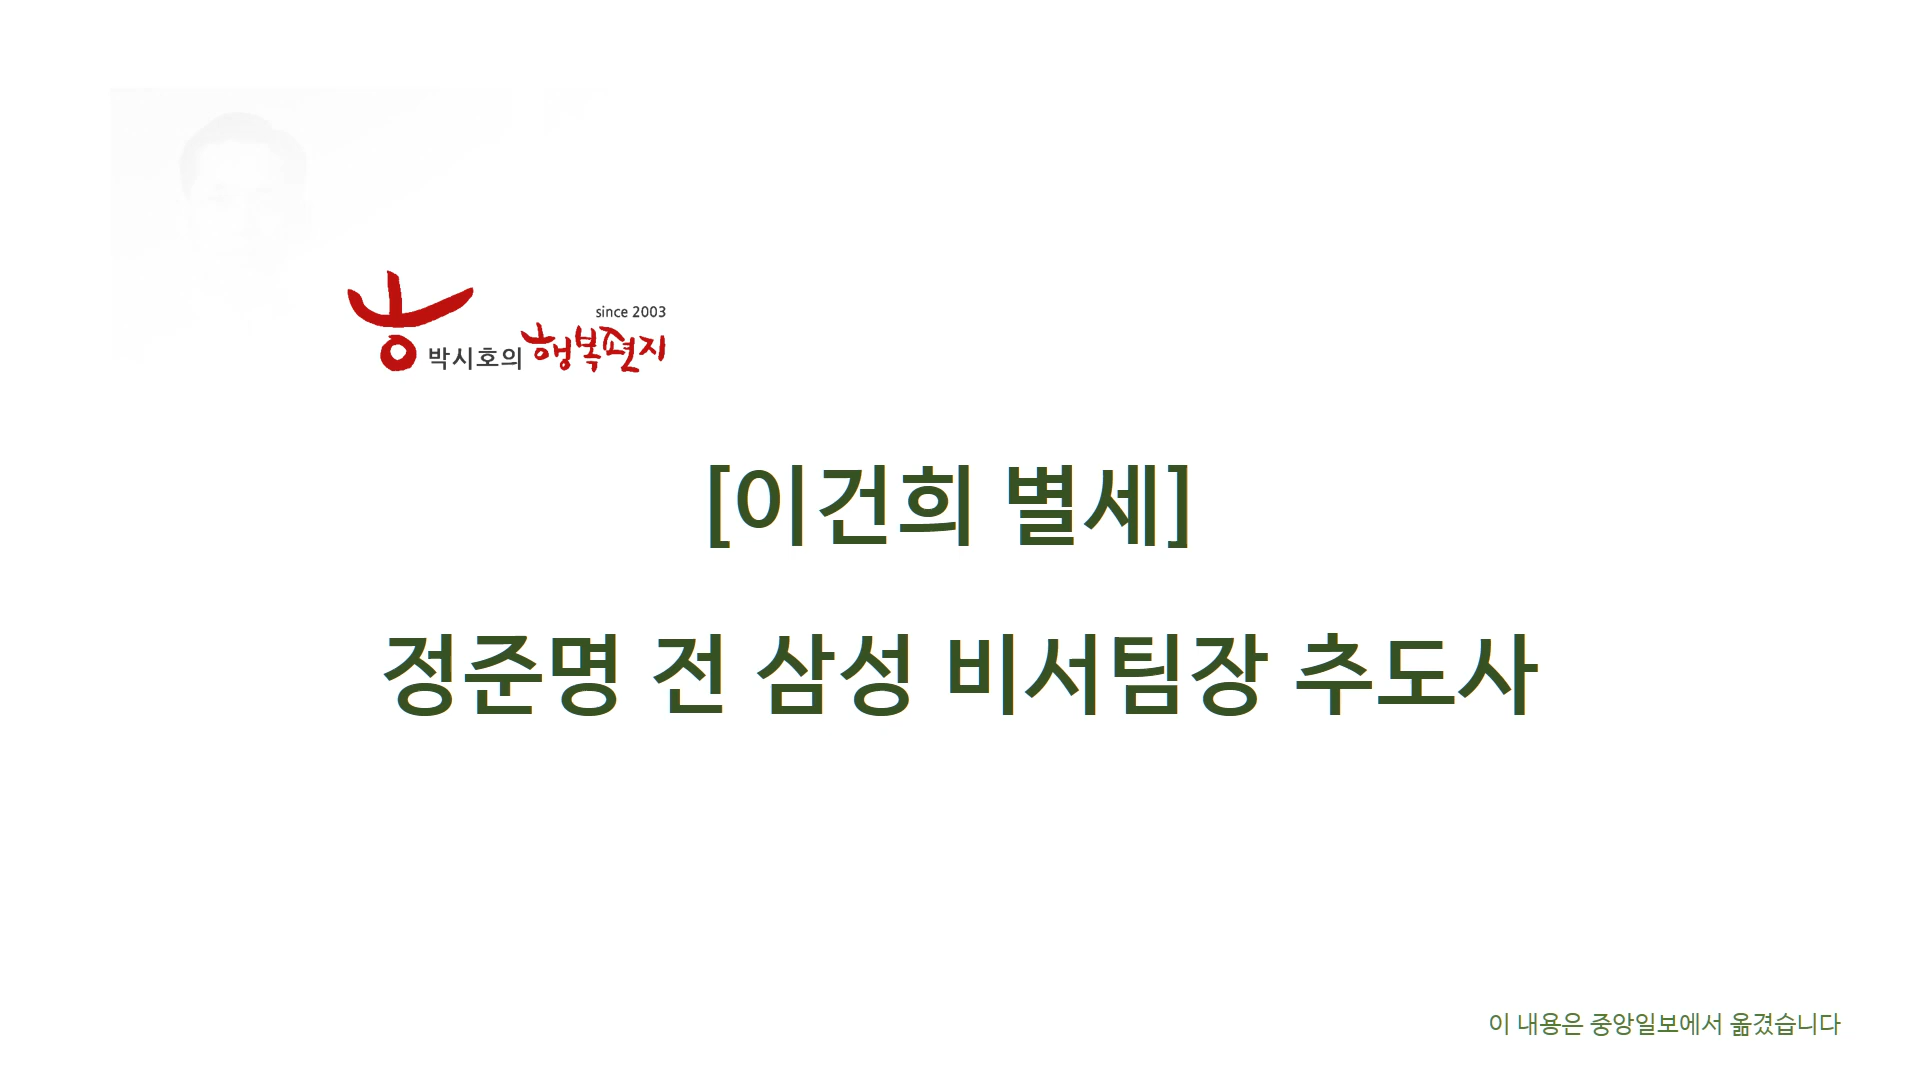 since 2003
박시호의 행복편지
[이건희 별세]
정준명 전 삼성 비서팀장 추도사
이 내용은 중앙일보에서 옮겼습니다